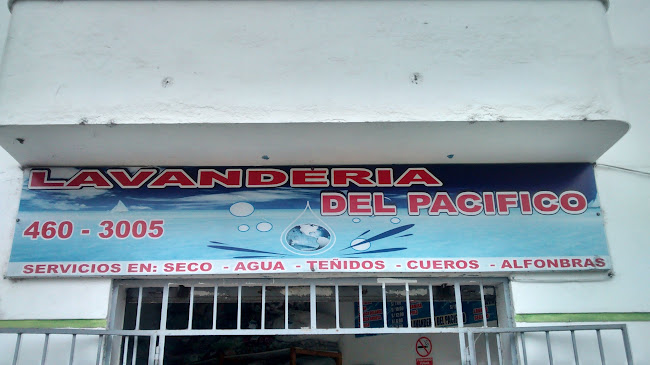 LAVANDERIA
DEL PACIFICO
460 - 3005
SERVICIOS EN: SECO - AGUA - TEÑIDOS - CUEROS - ALFONBRAS